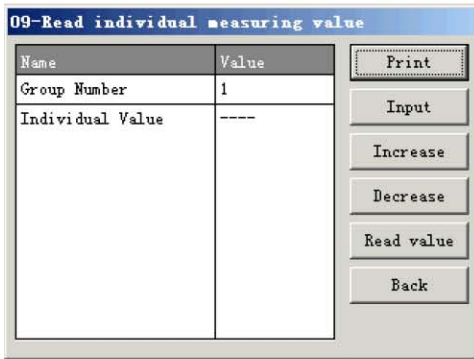 09-Read individual measuring value
Name Value
Group Number 1
Individual Value ----
Print
Input
Increase
Decrease
Read value
Back